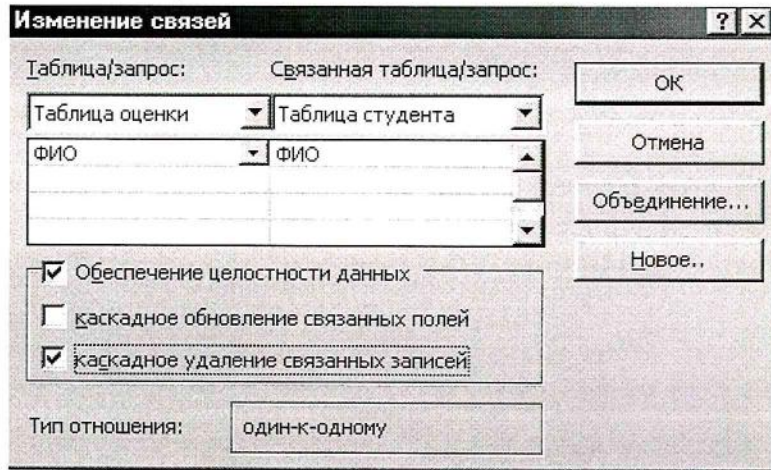 Изменение связей
Таблица/запрос: Связанная таблица/запрос:
Таблица оценки Таблица студента
ФИО ФИО
Обеспечение целостности данных
каскадное обновление связанных полей
каскадное удаление связанных записей
Тип отношения: один-к-одному
ОК
Отмена
Объединение...
Новое..